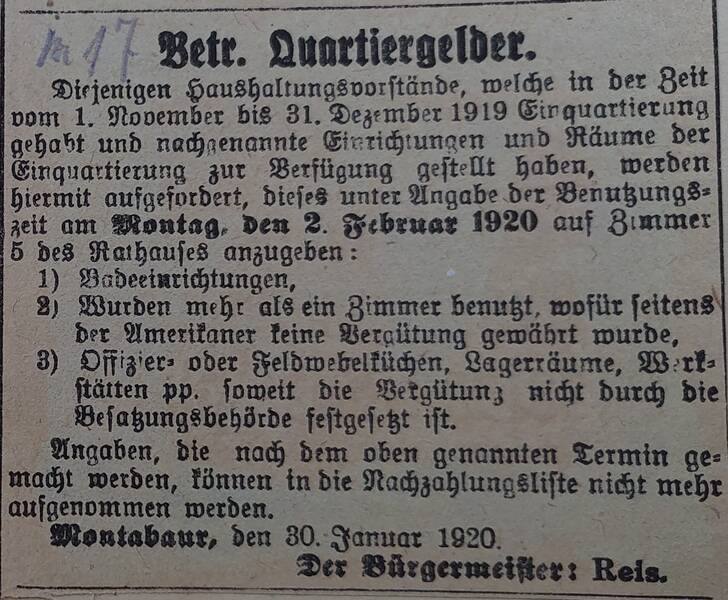 17
Betr. Quartiergelder.
Diejenigen Haushaltungsvorstände, welche in der Zeit
vom 1. November bis 31. Dezember 1919 Einquartierung
gehabt und nachgenannte Einrichtungen und Räume der
Einquartierung zur Verfügung gestellt haben, werden
hiermit aufgefordert, dieses unter Angabe der Benutzungs-
zeit am Montag, den 2. Februar 1920 auf Zimmer
5 des Rathauses anzugeben:
1) Badeeinrichtungen,
2) Wurden mehr als ein Zimmer benutzt, wofür seitens
der Amerikaner keine Vergütung gewährt wurde,
3) Offizier- oder Feldwebelküchen, Lagerräume, Werk-
stätten pp. soweit die Vergütung nicht durch die
Besatzungsbehörde festgesetzt ist.
Angaben, die nach dem oben genannten Termin ge-
macht werden, können in die Nachzahlungsliste nicht mehr
aufgenommen werden.
Montabaur, den 30. Januar 1920.
Der Bürgermeister: Reis.